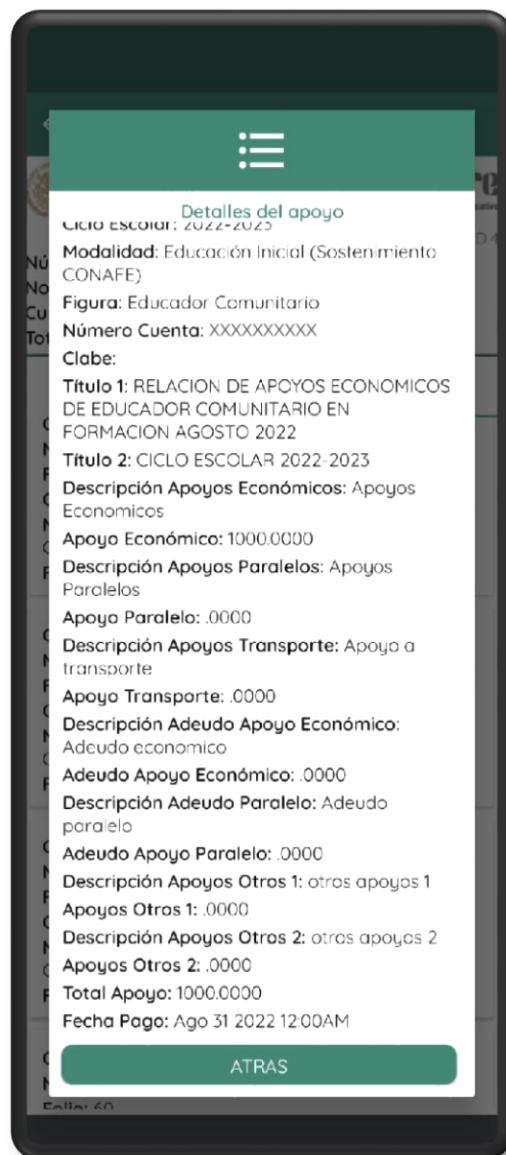 Detalles del apoyo
Ciclo Escolar: 2022-2023
Modalidad: Educación Inicial (Sostenimiento
CONAFE)
Figura: Educador Comunitario
Número Cuenta: XXXXXXXXXX
Clabe:
Título 1: RELACION DE APOYOS ECONOMICOS
DE EDUCADOR COMUNITARIO EN
FORMACION AGOSTO 2022
Título 2: CICLO ESCOLAR 2022-2023
Descripción Apoyos Económicos: Apoyos
Economicos
Apoyo Económico: 1000.0000
Descripción Apoyos Paralelos: Apoyos
Paralelos
Apoyo Paralelo: .0000
Descripción Apoyos Transporte: Apoyo a
transporte
Apoyo Transporte: .0000
Descripción Adeudo Apoyo Económico:
Adeudo economico
Adeudo Apoyo Económico: .0000
Descripción Adeudo Paralelo: Adeudo
paralelo
Adeudo Apoyo Paralelo: .0000
Descripción Apoyos Otros 1: otros apoyos 1
Apoyos Otros 1: .0000
Descripción Apoyos Otros 2: otros apoyos 2
Apoyos Otros 2: .0000
Total Apoyo: 1000.0000
Fecha Pago: Ago 31 2022 12:00AM
ATRAS
Folio: 60